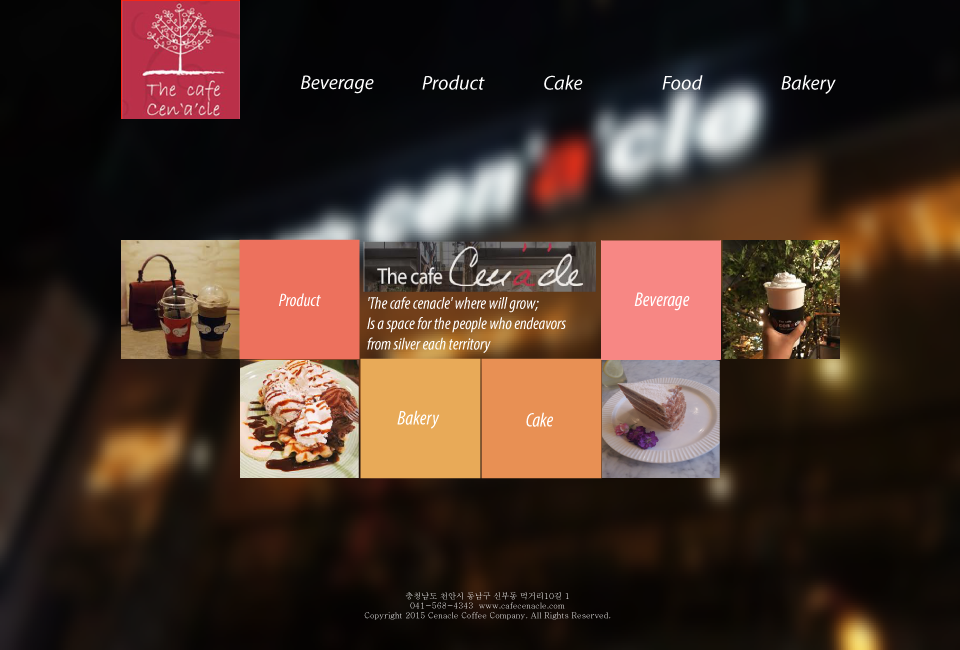 The cafe
Cen'a'cle
Beverage
Product
Cake
Food
Bakery
cen'a'cle
Product
The cafe Cenacle
'The cafe cenacle' where will grow;
Is a space for the people who endeavors
from silver each territory
Beverage
Bakery
Cake
충청남도 천안시 동남구 신부동 먹거리10길 1
041-568-4343 www.cafecenacle.com
Copyright 2015 Cenacle Coffee Company. All Rights Reserved.